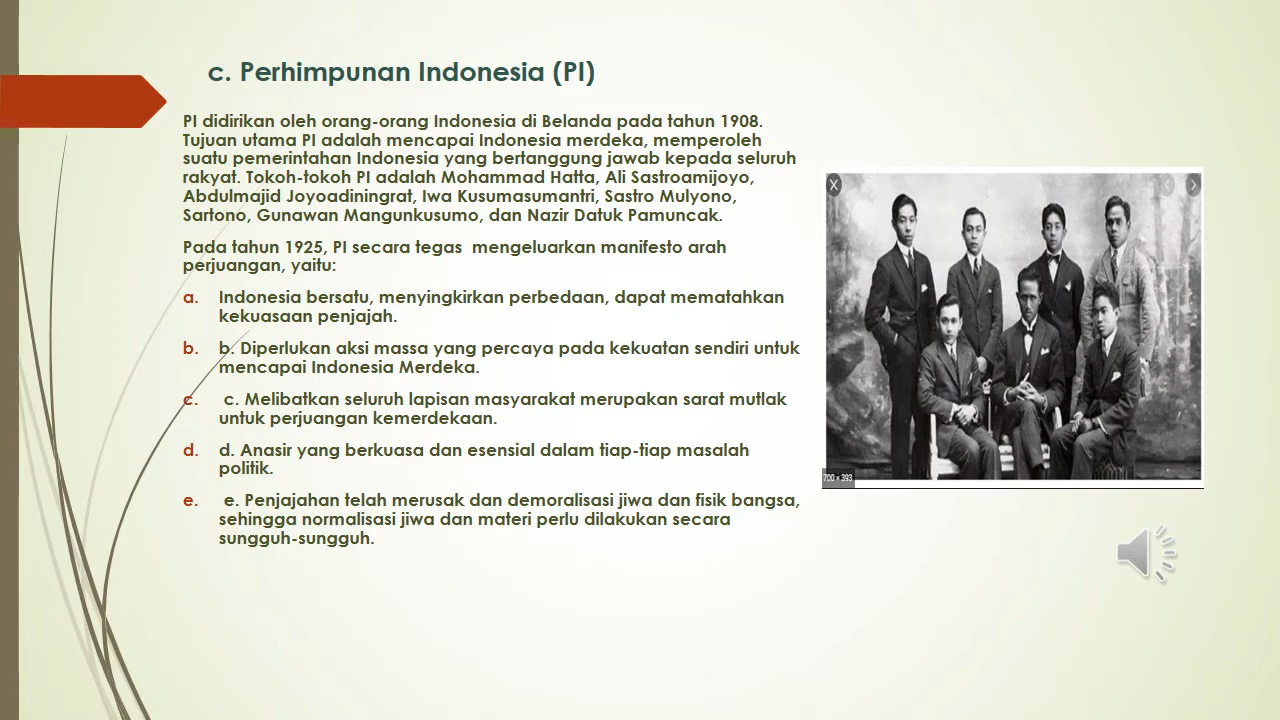 c. Perhimpunan Indonesia (PI)
PI didirikan oleh orang-orang Indonesia di Belanda pada tahun 1908.
Tujuan utama PI adalah mencapai Indonesia merdeka, memperoleh
suatu pemerintahan Indonesia yang bertanggung jawab kepada seluruh
rakyat. Tokoh-tokoh PI adalah Mohammad Hatta, Ali Sastroamijoyo,
Abdulmajid Joyoadiningrat, Iwa Kusumasumantri, Sastro Mulyono,
Sartono, Gunawan Mangunkusumo, dan Nazir Datuk Pamuncak.
Pada tahun 1925, PI secara tegas  mengeluarkan manifesto arah
perjuangan, yaitu:
a. Indonesia bersatu, menyingkirkan perbedaan, dapat mematahkan
kekuasaan penjajah.
b. b. Diperlukan aksi massa yang percaya pada kekuatan sendiri untuk
mencapai Indonesia Merdeka.
c. c. Melibatkan seluruh lapisan masyarakat merupakan sarat mutlak
untuk perjuangan kemerdekaan.
d. d. Anasir yang berkuasa dan esensial dalam tiap-tiap masalah
politik.
e. e. Penjajahan telah merusak dan demoralisasi jiwa dan fisik bangsa,
sehingga normalisasi jiwa dan materi perlu dilakukan secara
sungguh-sungguh.
700 × 393